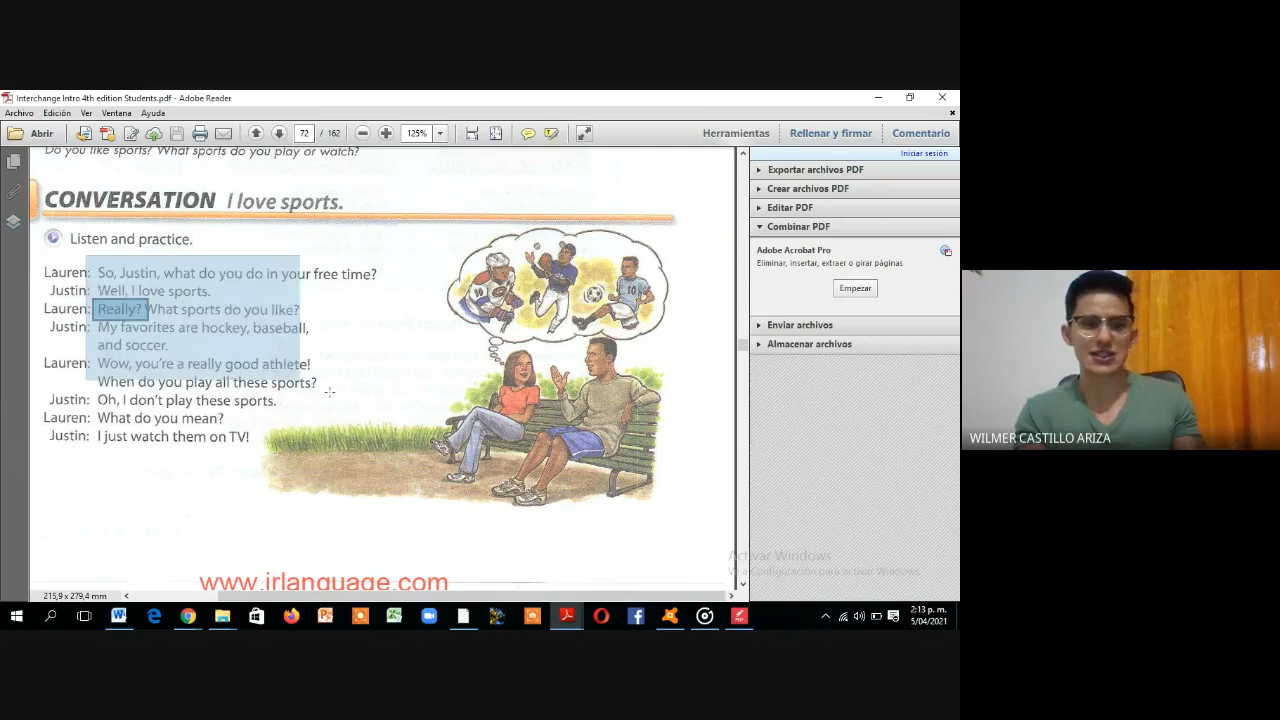 Interchange Intro 4th edition Students.pdf - Adobe Reader
Archivo Edición Ver Ventana Ayuda
Abrir 72 / 162 125% Herramientas Rellenar y firmar Comentario
Iniciar sesión
Do you like sports? What sports do you play or watch?
CONVERSATION I love sports.
Listen and practice.
Lauren: So, Justin, what do you do in your free time?
Justin: Well, I love sports.
Lauren: Really? What sports do you like?
Justin: My favorites are hockey, baseball,
and soccer.
Lauren: Wow, you're a really good athlete!
When do you play all these sports?
Justin: Oh, I don't play these sports.
Lauren: What do you mean?
Justin: I just watch them on TV!
10
10
www.irlanguage.com
215,9 x 279,4 mm
Exportar archivos PDF
Crear archivos PDF
Editar PDF
Combinar PDF
Adobe Acrobat Pro
Eliminar, insertar, extraer o girar páginas
Empezar
Enviar archivos
Almacenar archivos
Activar Windows
Ve a Configuración para activar Windows.
2:13 p. m.
5/04/2021
WILMER CASTILLO ARIZA